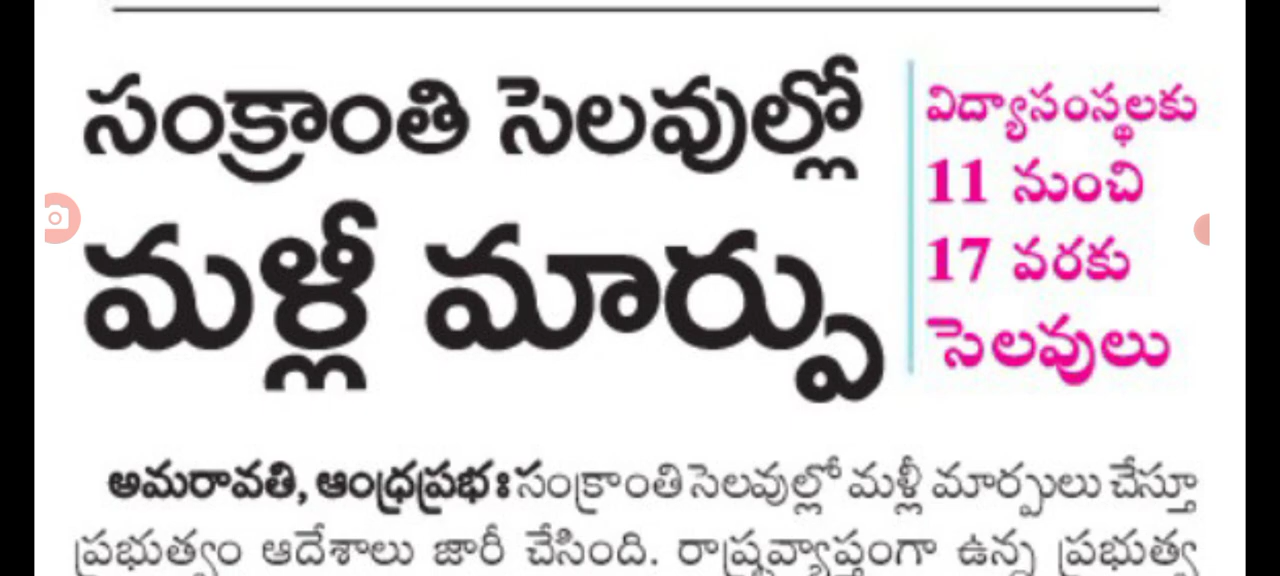 సంక్రాంతి సెలవుల్లో
మళ్లీ మార్పు
విద్యాసంస్థలకు
11 నుంచి
17 వరకు
సెలవులు
అమరావతి, ఆంధ్రప్రభః సంక్రాంతి సెలవుల్లో మళ్లీ మార్పులు చేస్తూ
ప్రభుత్వం ఆదేశాలు జారీ చేసింది. రాష్ట్రవ్యాప్తంగా ఉన్న ప్రభుత్వ